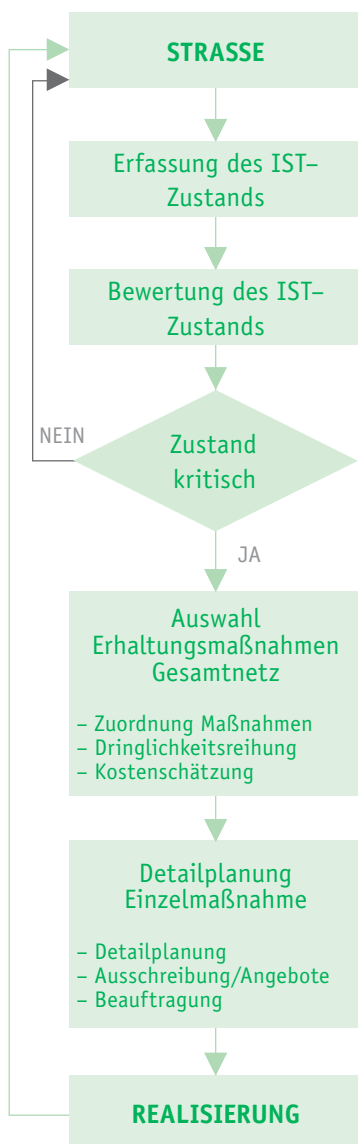 STRASSE
Erfassung des IST–
Zustands
Bewertung des IST–
Zustands
NEIN
Zustand
kritisch
JA
Auswahl
Erhaltungsmaßnahmen
Gesamtnetz
– Zuordnung Maßnahmen
– Dringlichkeitsreihung
– Kostenschätzung
Detailplanung
Einzelmaßnahme
– Detailplanung
– Ausschreibung/Angebote
– Beauftragung
REALISIERUNG